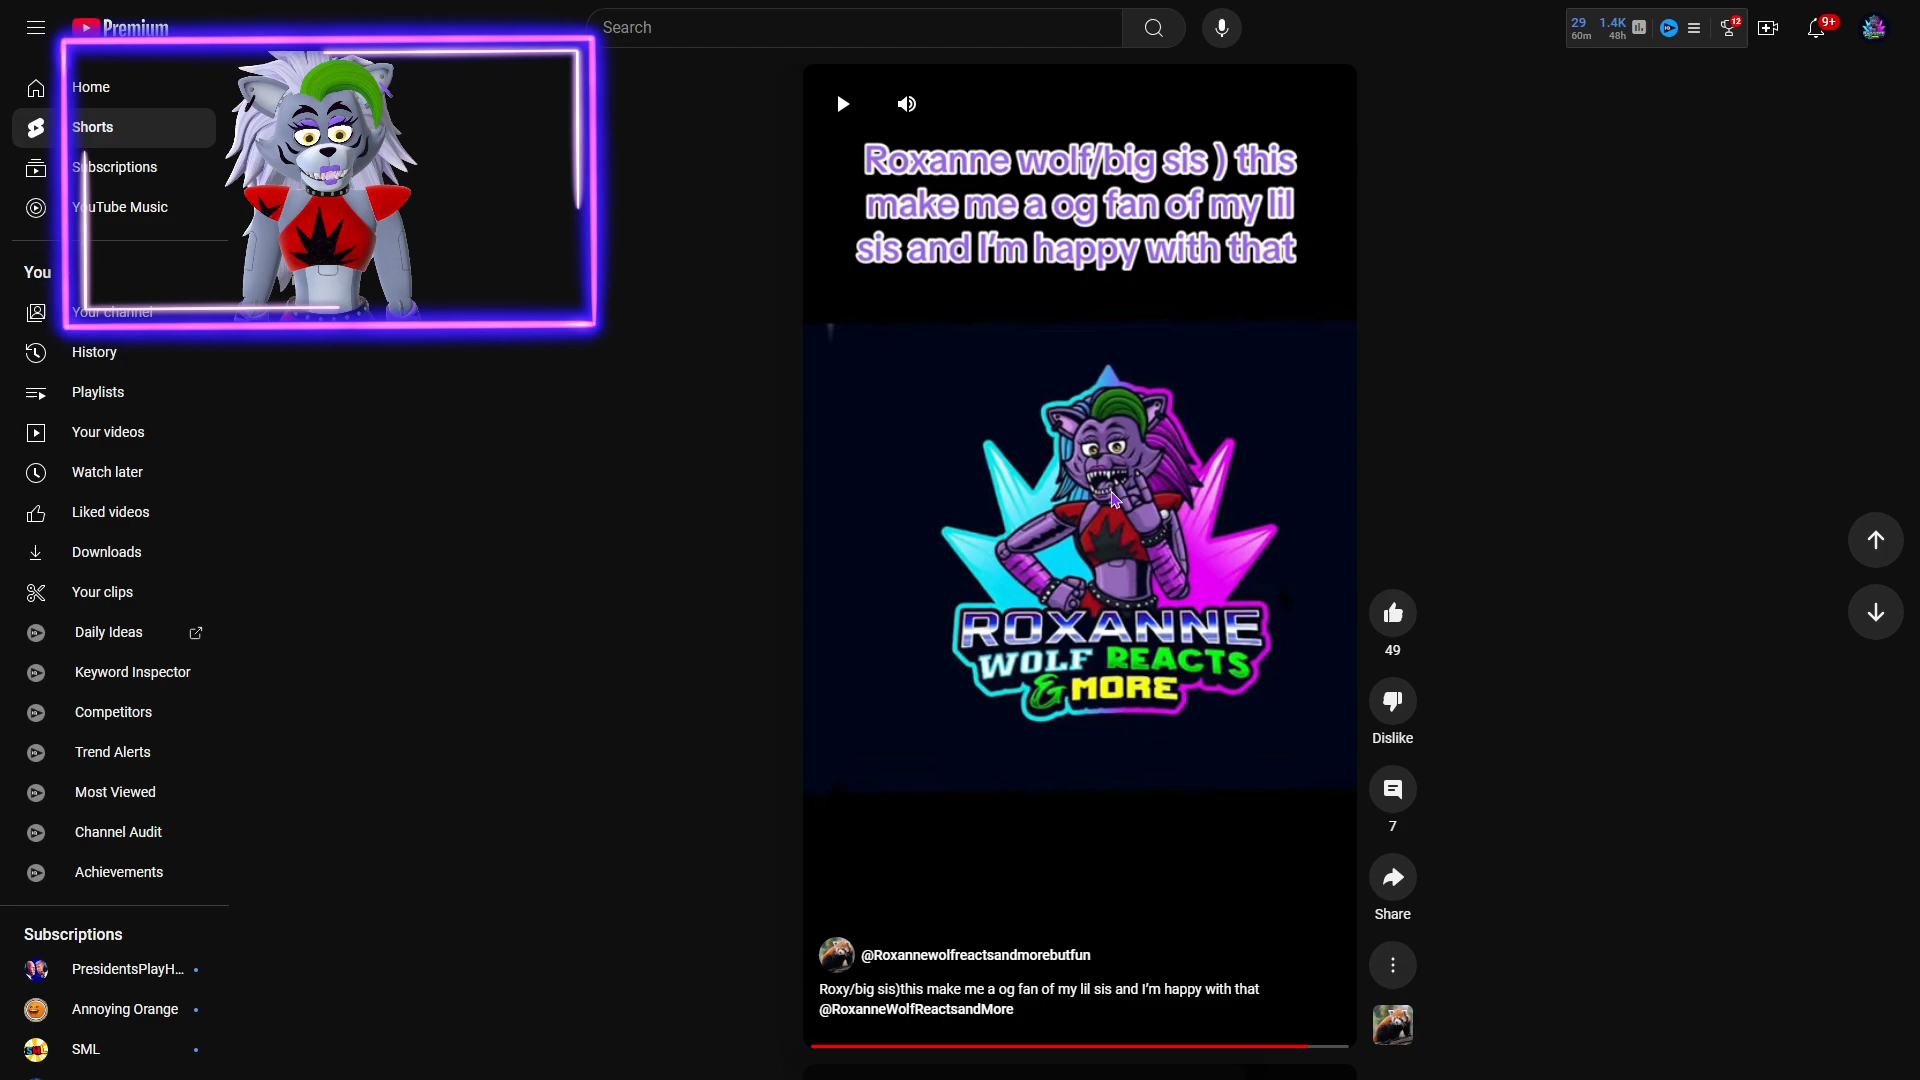 Premium
Search
29
60m
1.4K
48h
12
9+
Home
Shorts
Subscriptions
YouTube Music
You
Your channel
History
Playlists
Your videos
Watch later
Liked videos
Downloads
Your clips
Daily Ideas
Keyword Inspector
Competitors
Trend Alerts
Most Viewed
Channel Audit
Achievements
Subscriptions
PresidentsPlayH...
Annoying Orange
SML
Roxanne wolf/big sis ) this
make me a og fan of my lil
sis and I'm happy with that
ROXANNE
WOLF REACTS
& MORE
@Roxannewolfreactsandmorebutfun
Roxy/big sis)this make me a og fan of my lil sis and I'm happy with that
@RoxanneWolfReactsandMore
49
Dislike
7
Share